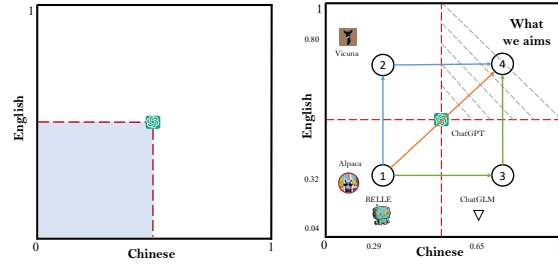 1
English
0
Chinese
1
1
0.80
English
0.32
0.04
0
0.29
Chinese
0.65
What
we aims
Vicuna
2
4
ChatGPT
Alpaca
1
3
BELLE
ChatGLM